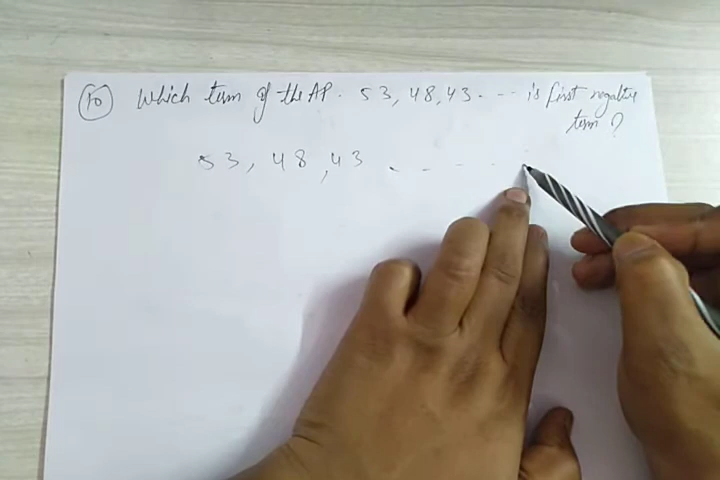 10 Which term of the AP. 53, 48, 43 - - - is first negative
term ?
53, 48, 43 - - - - -